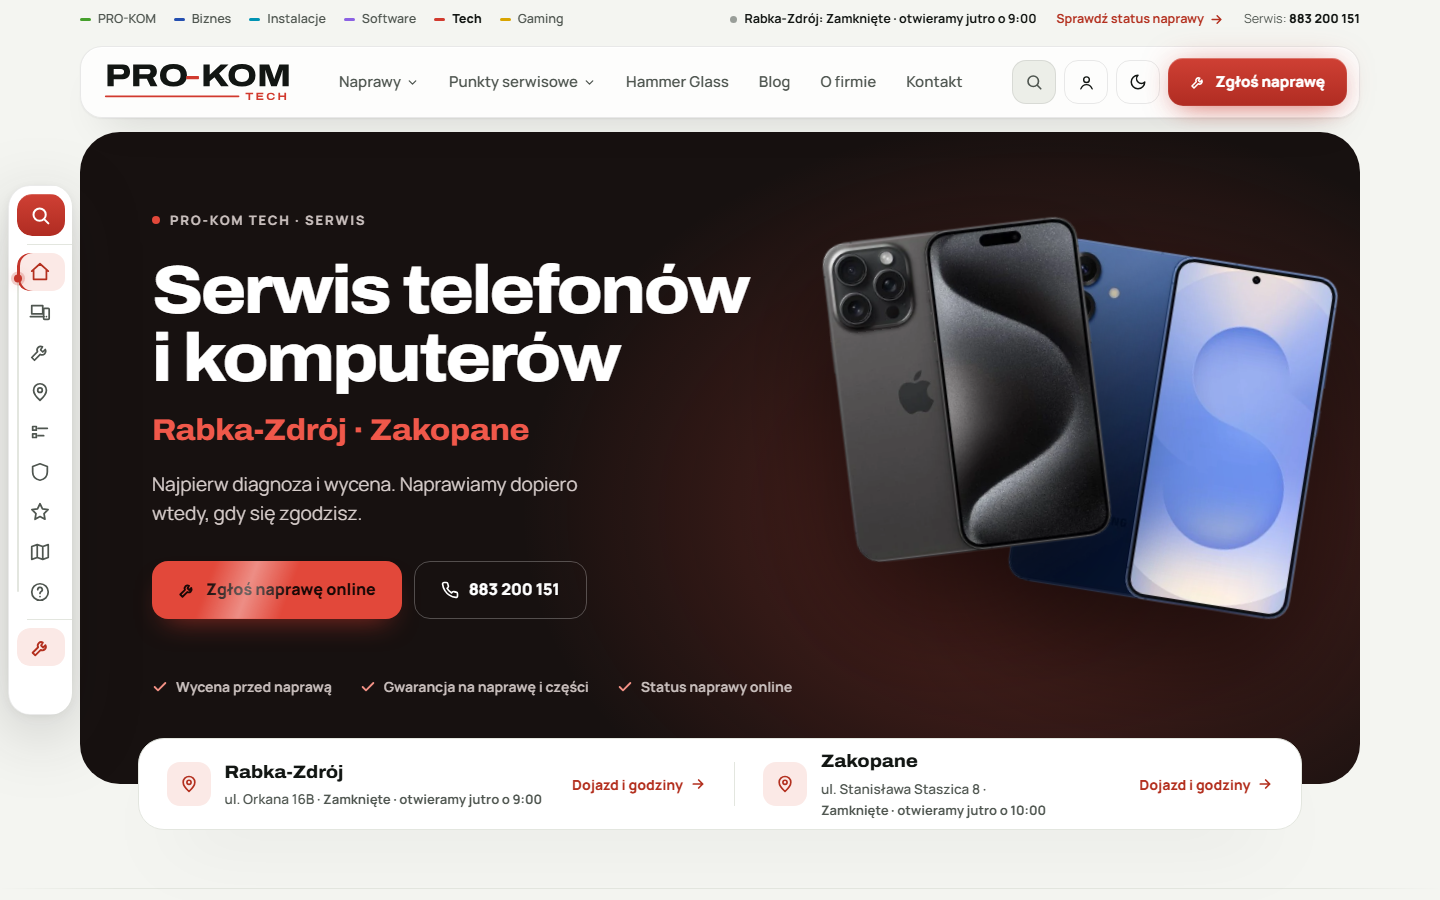 PRO-KOM
Biznes
Instalacje
Software
Tech
Gaming
Rabka-Zdrój: Zamknięte · otwieramy jutro o 9:00
Sprawdź status naprawy →
Serwis: 883 200 151
PRO-KOM
TECH
Naprawy
Punkty serwisowe
Hammer Glass
Blog
O firmie
Kontakt
Zgłoś naprawę
PRO-KOM TECH · SERWIS
Serwis telefonów
i komputerów
Rabka-Zdrój · Zakopane
Najpierw diagnoza i wycena. Naprawiamy dopiero
wtedy, gdy się zgodzisz.
Zgłoś naprawę online
883 200 151
Wycena przed naprawą
Gwarancja na naprawę i części
Status naprawy online
Rabka-Zdrój
ul. Orkana 16B · Zamknięte · otwieramy jutro o 9:00
Dojazd i godziny →
Zakopane
ul. Stanisława Staszica 8 ·
Zamknięte · otwieramy jutro o 10:00
Dojazd i godziny →